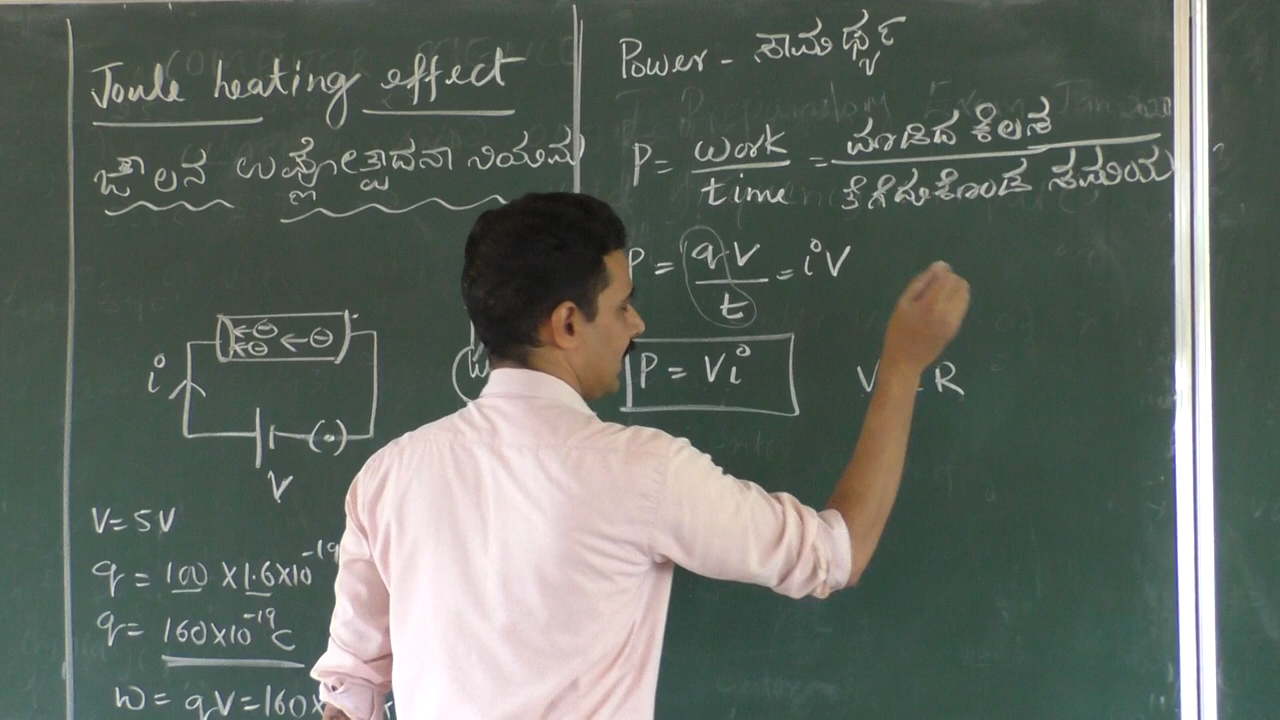 Joule heating effect
ಜೌಲನ ಉಷ್ಣೋತ್ಪಾದನಾ ನಿಯಮ
i
V
V= 5V
q = 100 ×1.6×10⁻¹⁹
q = 160×10⁻¹⁹C
W = qV = 160×
Power - ಸಾಮರ್ಥ್ಯ
P = work/time = ಮಾಡಿದ ಕೆಲಸ/ತೆಗೆದುಕೊಂಡ ಸಮಯ
P = q.V/t = iV
P = Vi
V R